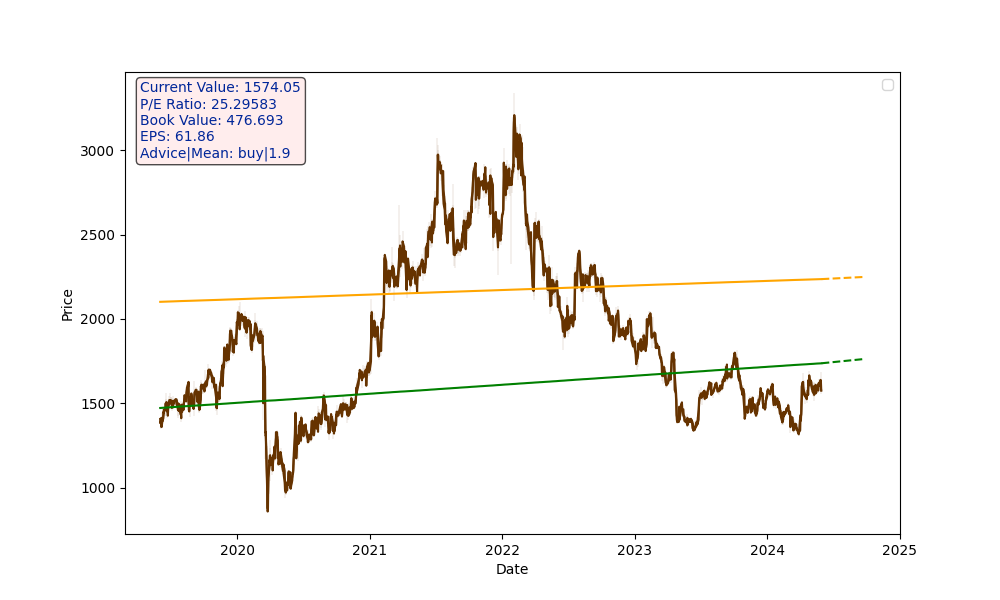 Current Value: 1574.05
P/E Ratio: 25.29583
Book Value: 476.693
EPS: 61.86
Advice|Mean: buy|1.9
Price
3000
2500
2000
1500
1000
2020 2021 2022 2023 2024 2025
Date